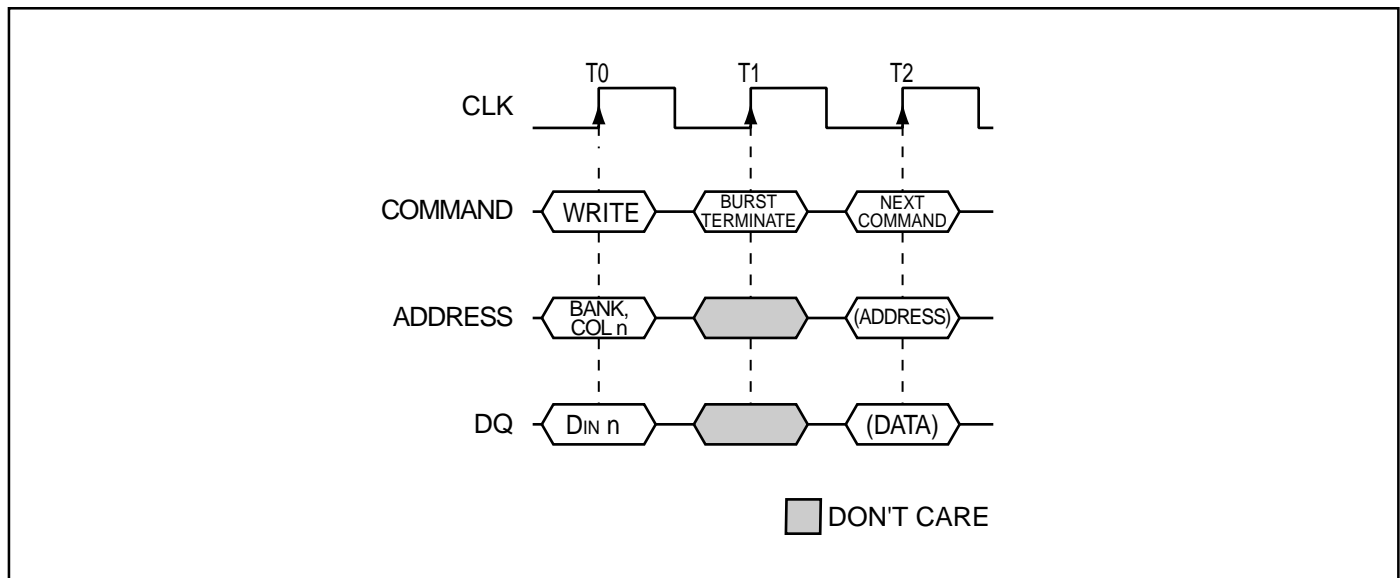 T0 T1 T2
CLK
COMMAND WRITE BURST TERMINATE NEXT COMMAND
ADDRESS BANK, COL n (ADDRESS)
DQ DIN n (DATA)
DON'T CARE